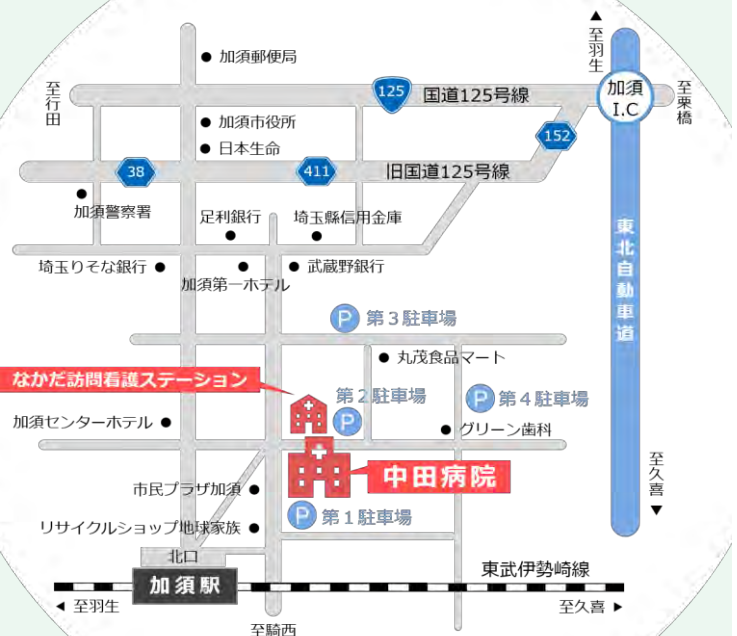 至羽生
加須郵便局
至行田
125
国道125号線
加須
I.C
至栗橋
加須市役所
日本生命
152
38
411
旧国道125号線
加須警察署
足利銀行
埼玉縣信用金庫
東北自動車道
埼玉りそな銀行
加須第一ホテル
武蔵野銀行
P 第3駐車場
丸茂食品マート
なかだ訪問看護ステーション
第2駐車場
P
P 第4駐車場
加須センターホテル
グリーン歯科
至久喜
中田病院
市民プラザ加須
P 第1駐車場
リサイクルショップ地球家族
北口
加須駅
東武伊勢崎線
至羽生
至久喜
至騎西